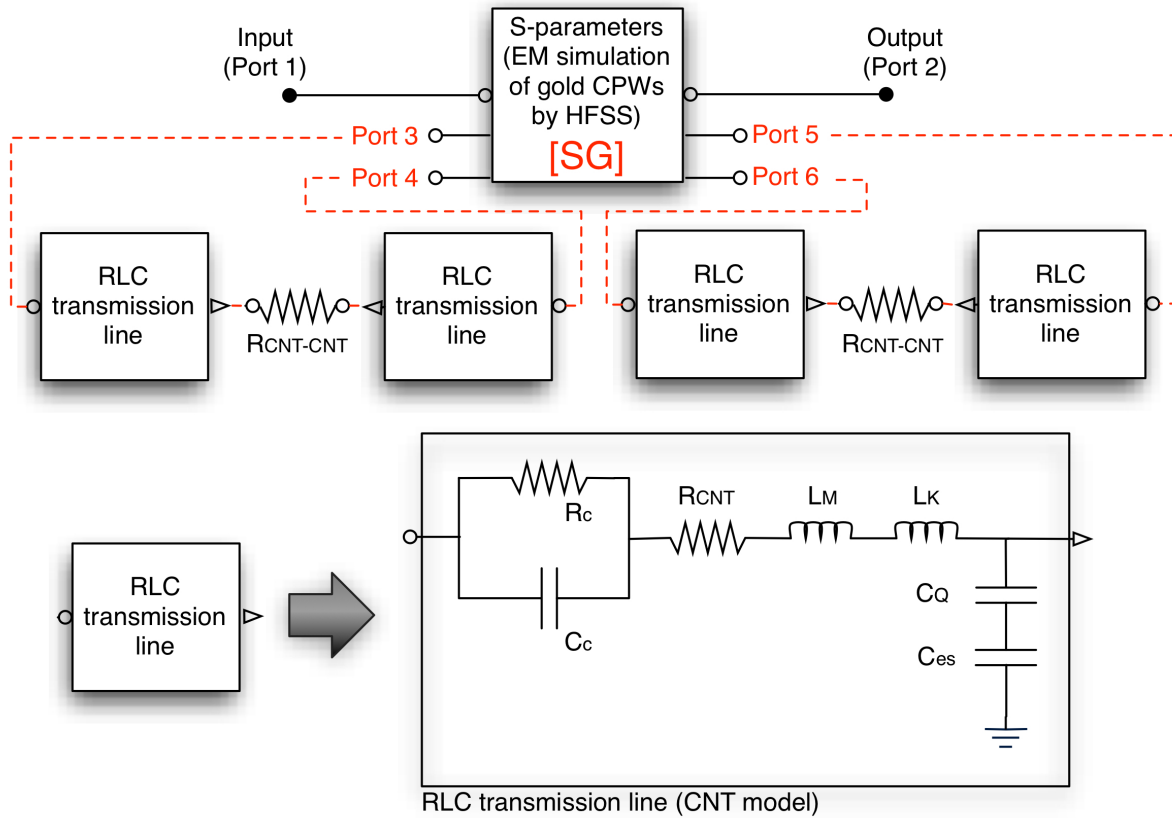 Input
(Port 1)
S-parameters
(EM simulation
of gold CPWs
by HFSS)
[SG]
Output
(Port 2)
Port 3
Port 4
Port 5
Port 6
RLC
transmission
line
RCNT-CNT
RLC
transmission
line
RLC
transmission
line
RCNT-CNT
RLC
transmission
line
RLC
transmission
line
Rc
Cc
RCNT
LM
LK
CQ
Ces
RLC transmission line (CNT model)